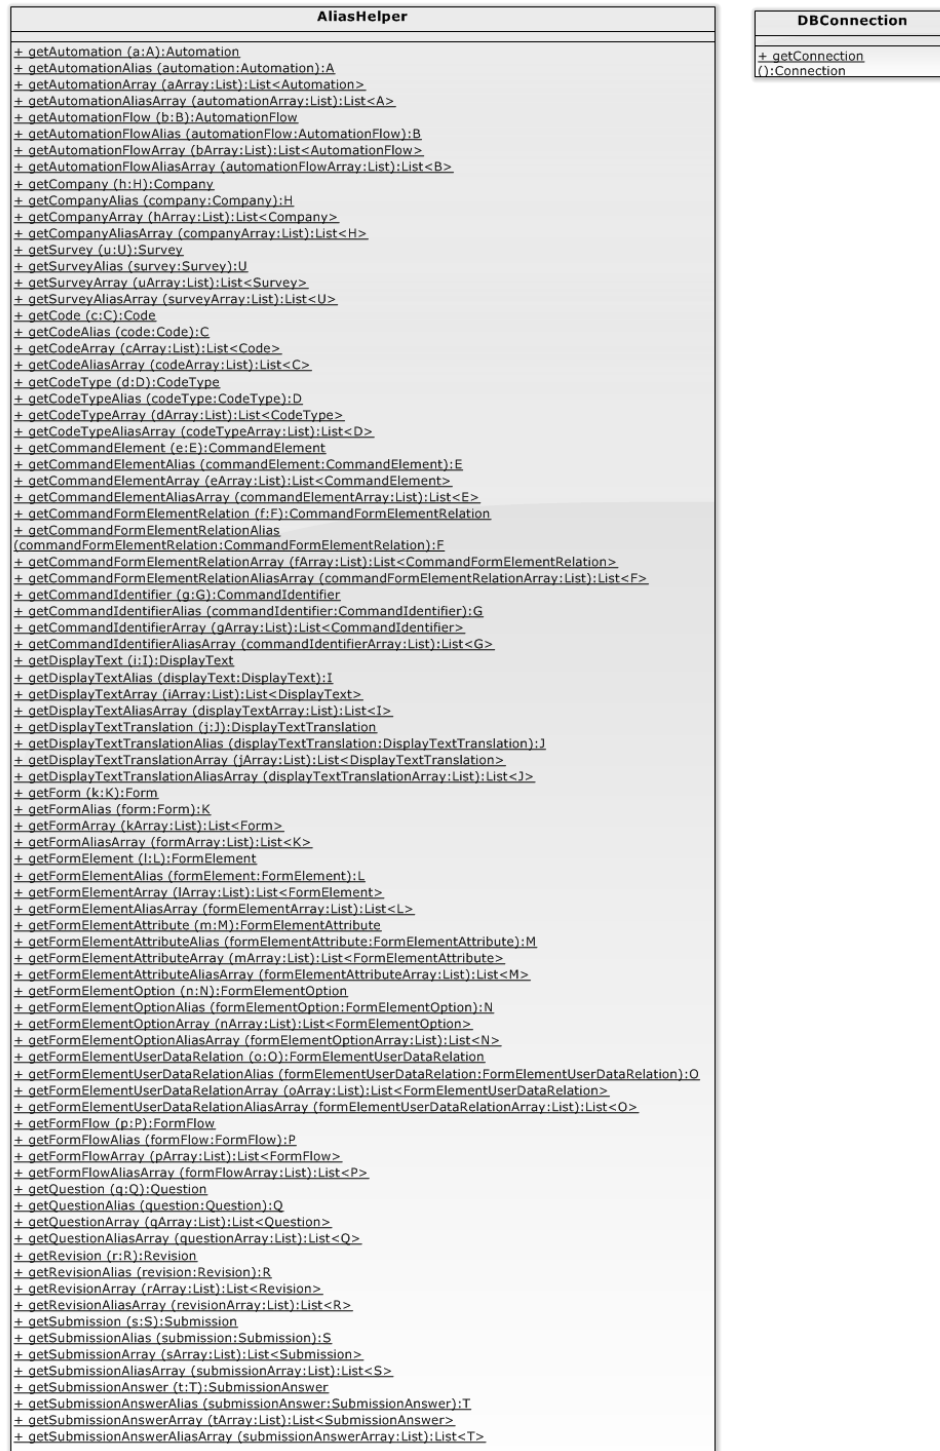 AliasHelper
+ getAutomation (a:A):Automation
+ getAutomationAlias (automation:Automation):A
+ getAutomationArray (aArray:List):List<Automation>
+ getAutomationAliasArray (automationArray:List):List<A>
+ getAutomationFlow (b:B):AutomationFlow
+ getAutomationFlowAlias (automationFlow:AutomationFlow):B
+ getAutomationFlowArray (bArray:List):List<AutomationFlow>
+ getAutomationFlowAliasArray (automationFlowArray:List):List<B>
+ getCompany (h:H):Company
+ getCompanyAlias (company:Company):H
+ getCompanyArray (hArray:List):List<Company>
+ getCompanyAliasArray (companyArray:List):List<H>
+ getSurvey (u:U):Survey
+ getSurveyAlias (survey:Survey):U
+ getSurveyArray (uArray:List):List<Survey>
+ getSurveyAliasArray (surveyArray:List):List<U>
+ getCode (c:C):Code
+ getCodeAlias (code:Code):C
+ getCodeArray (cArray:List):List<Code>
+ getCodeAliasArray (codeArray:List):List<C>
+ getCodeType (d:D):CodeType
+ getCodeTypeAlias (codeType:CodeType):D
+ getCodeTypeArray (dArray:List):List<CodeType>
+ getCodeTypeAliasArray (codeTypeArray:List):List<D>
+ getCommandElement (e:E):CommandElement
+ getCommandElementAlias (commandElement:CommandElement):E
+ getCommandElementArray (eArray:List):List<CommandElement>
+ getCommandElementAliasArray (commandElementArray:List):List<E>
+ getCommandFormElementRelation (f:F):CommandFormElementRelation
+ getCommandFormElementRelationAlias
(commandFormElementRelation:CommandFormElementRelation):F
+ getCommandFormElementRelationArray (fArray:List):List<CommandFormElementRelation>
+ getCommandFormElementRelationAliasArray (commandFormElementRelationArray:List):List<F>
+ getCommandIdentifier (g:G):CommandIdentifier
+ getCommandIdentifierAlias (commandIdentifier:CommandIdentifier):G
+ getCommandIdentifierArray (gArray:List):List<CommandIdentifier>
+ getCommandIdentifierAliasArray (commandIdentifierArray:List):List<G>
+ getDisplayText (i:I):DisplayText
+ getDisplayTextAlias (displayText:DisplayText):I
+ getDisplayTextArray (iArray:List):List<DisplayText>
+ getDisplayTextAliasArray (displayTextArray:List):List<I>
+ getDisplayTextTranslation (j:J):DisplayTextTranslation
+ getDisplayTextTranslationAlias (displayTextTranslation:DisplayTextTranslation):J
+ getDisplayTextTranslationArray (jArray:List):List<DisplayTextTranslation>
+ getDisplayTextTranslationAliasArray (displayTextTranslationArray:List):List<J>
+ getForm (k:K):Form
+ getFormAlias (form:Form):K
+ getFormArray (kArray:List):List<Form>
+ getFormAliasArray (formArray:List):List<K>
+ getFormElement (l:L):FormElement
+ getFormElementAlias (formElement:FormElement):L
+ getFormElementArray (lArray:List):List<FormElement>
+ getFormElementAliasArray (formElementArray:List):List<L>
+ getFormElementAttribute (m:M):FormElementAttribute
+ getFormElementAttributeAlias (formElementAttribute:FormElementAttribute):M
+ getFormElementAttributeArray (mArray:List):List<FormElementAttribute>
+ getFormElementAttributeAliasArray (formElementAttributeArray:List):List<M>
+ getFormElementOption (n:N):FormElementOption
+ getFormElementOptionAlias (formElementOption:FormElementOption):N
+ getFormElementOptionArray (nArray:List):List<FormElementOption>
+ getFormElementOptionAliasArray (formElementOptionArray:List):List<N>
+ getFormElementUserDataRelation (o:O):FormElementUserDataRelation
+ getFormElementUserDataRelationAlias (formElementUserDataRelation:FormElementUserDataRelation):O
+ getFormElementUserDataRelationArray (oArray:List):List<FormElementUserDataRelation>
+ getFormElementUserDataRelationAliasArray (formElementUserDataRelationArray:List):List<O>
+ getFormFlow (p:P):FormFlow
+ getFormFlowAlias (formFlow:FormFlow):P
+ getFormFlowArray (pArray:List):List<FormFlow>
+ getFormFlowAliasArray (formFlowArray:List):List<P>
+ getQuestion (q:Q):Question
+ getQuestionAlias (question:Question):Q
+ getQuestionArray (qArray:List):List<Question>
+ getQuestionAliasArray (questionArray:List):List<Q>
+ getRevision (r:R):Revision
+ getRevisionAlias (revision:Revision):R
+ getRevisionArray (rArray:List):List<Revision>
+ getRevisionAliasArray (revisionArray:List):List<R>
+ getSubmission (s:S):Submission
+ getSubmissionAlias (submission:Submission):S
+ getSubmissionArray (sArray:List):List<Submission>
+ getSubmissionAliasArray (submissionArray:List):List<S>
+ getSubmissionAnswer (t:T):SubmissionAnswer
+ getSubmissionAnswerAlias (submissionAnswer:SubmissionAnswer):T
+ getSubmissionAnswerArray (tArray:List):List<SubmissionAnswer>
+ getSubmissionAnswerAliasArray (submissionAnswerArray:List):List<T>
DBConnection
+ getConnection
():Connection